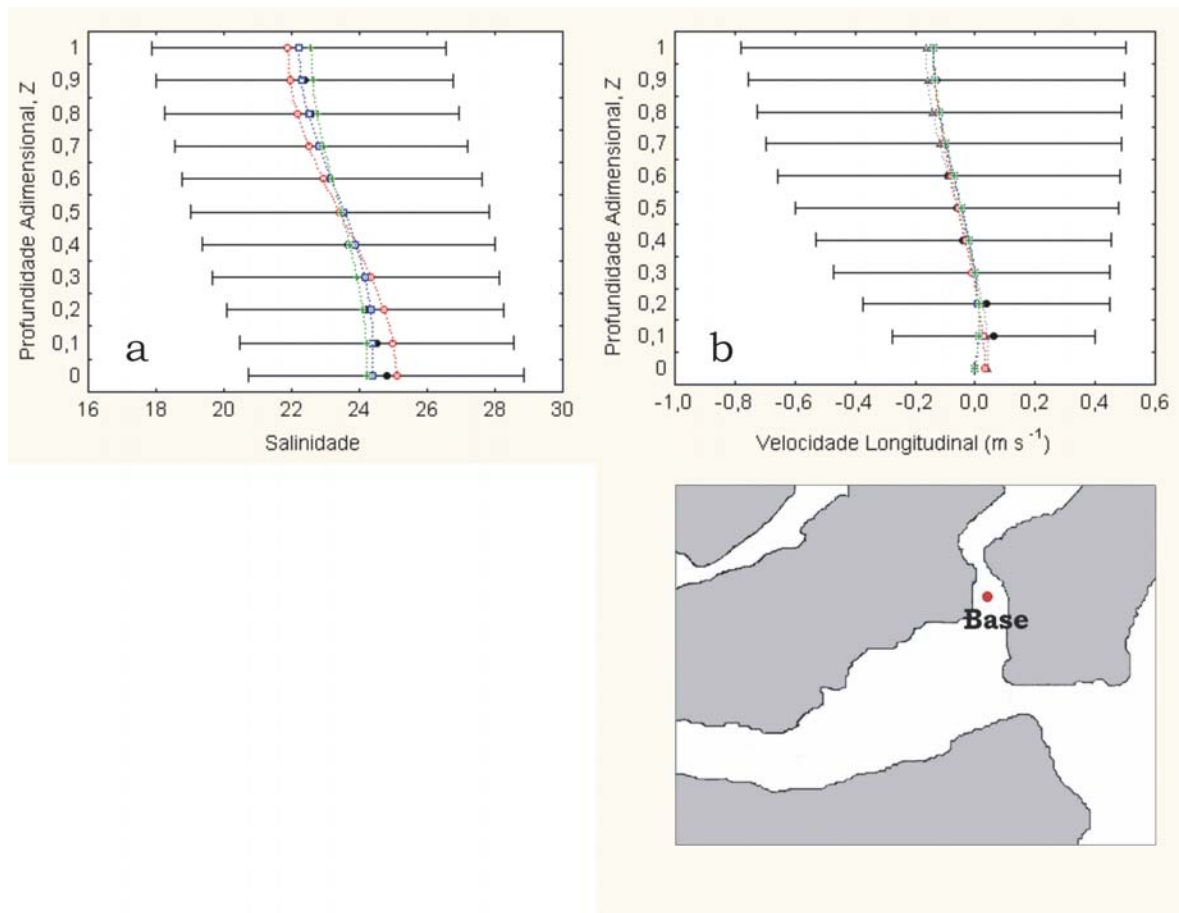 Profundidade Adimensional, Z
1
0,9
0,8
0,7
0,6
0,5
0,4
0,3
0,2
0,1
0
a
16 18 20 22 24 26 28 30
Salinidade
Profundidade Adimensional, Z
1
0,9
0,8
0,7
0,6
0,5
0,4
0,3
0,2
0,1
0
b
-1,0 -0,8 -0,6 -0,4 -0,2 0,0 0,2 0,4 0,6
Velocidade Longitudinal (m s -1)
Base